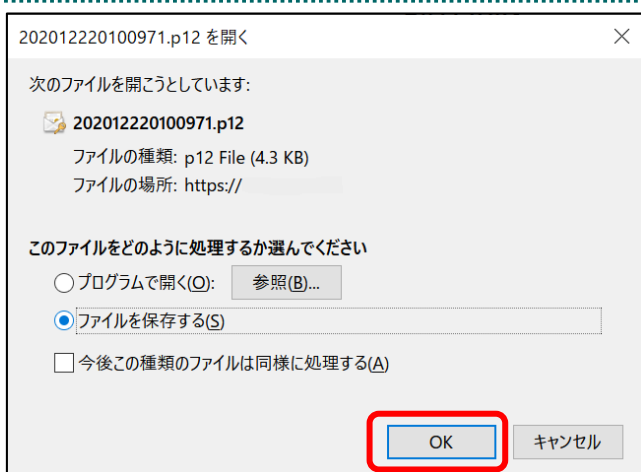 202012220100971.p12 を開く
次のファイルを開こうとしています:
202012220100971.p12
ファイルの種類: p12 File (4.3 KB)
ファイルの場所: https://
このファイルをどのように処理するか選んでください
プログラムで開く(O): 参照(B)...
ファイルを保存する(S)
今後この種類のファイルは同様に処理する(A)
OK キャンセル